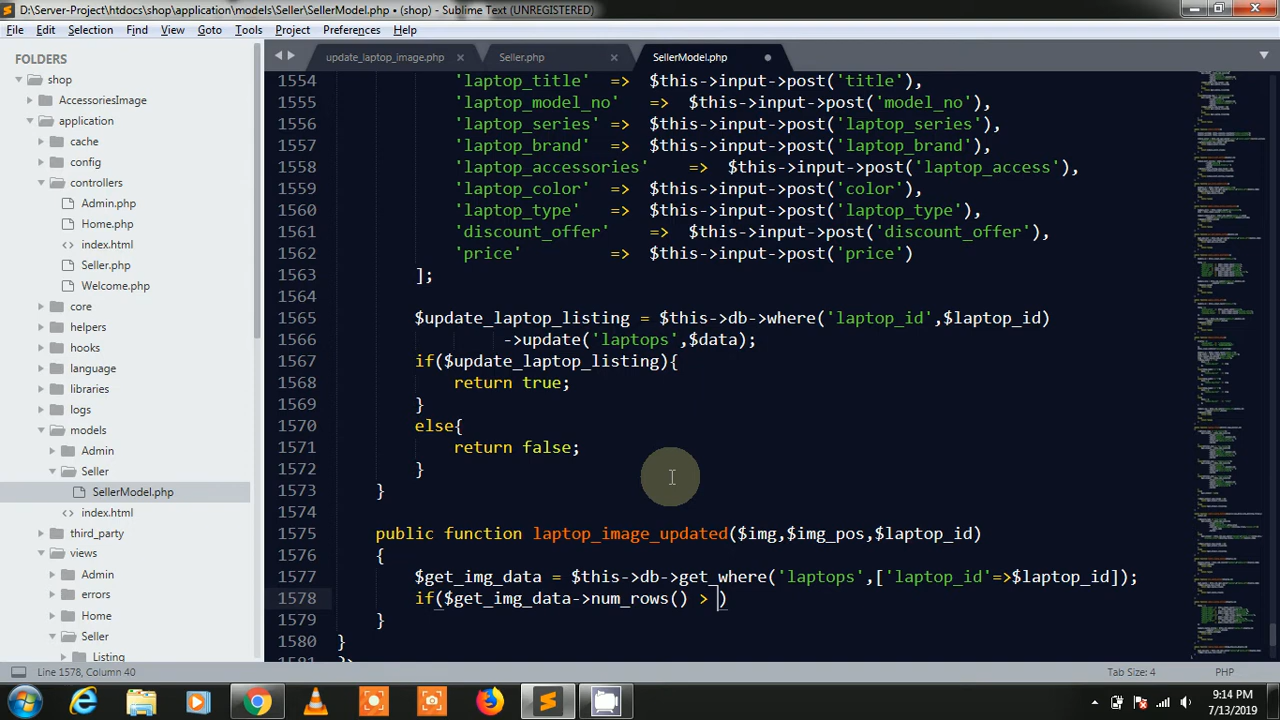 D:\Server-Project\htdocs\shop\application\models\Seller\SellerModel.php • (shop) - Sublime Text (UNREGISTERED)
File Edit Selection Find View Goto Tools Project Preferences Help
FOLDERS
shop
AccessoriesImage
application
cache
config
controllers
Admin.php
Home.php
index.html
Seller.php
Welcome.php
core
helpers
hooks
language
libraries
logs
models
Admin
Seller
SellerModel.php
index.html
third_party
views
Admin
errors
Home
Seller
Listing
update_laptop_image.php × Seller.php × SellerModel.php
1554 'laptop_title' => $this->input->post('title'),
1555 'laptop_model_no' => $this->input->post('model_no'),
1556 'laptop_series' => $this->input->post('laptop_series'),
1557 'laptop_brand' => $this->input->post('laptop_brand'),
1558 'laptop_accessories' => $this->input->post('laptop_access'),
1559 'laptop_color' => $this->input->post('color'),
1560 'laptop_type' => $this->input->post('laptop_type'),
1561 'discount_offer' => $this->input->post('discount_offer'),
1562 'price' => $this->input->post('price')
1563 ];
1564
1565 $update_laptop_listing = $this->db->where('laptop_id',$laptop_id)
1566 ->update('laptops',$data);
1567 if($update_laptop_listing){
1568 return true;
1569 }
1570 else{
1571 return false;
1572 }
1573 }
1574
1575 public function laptop_image_updated($img,$img_pos,$laptop_id)
1576 {
1577 $get_img_data = $this->db->get_where('laptops',['laptop_id'=>$laptop_id]);
1578 if($get_img_data->num_rows() > )
1579 }
1580 }
1581
Line 1578, Column 40 Tab Size: 4 PHP
9:14 PM
7/13/2019